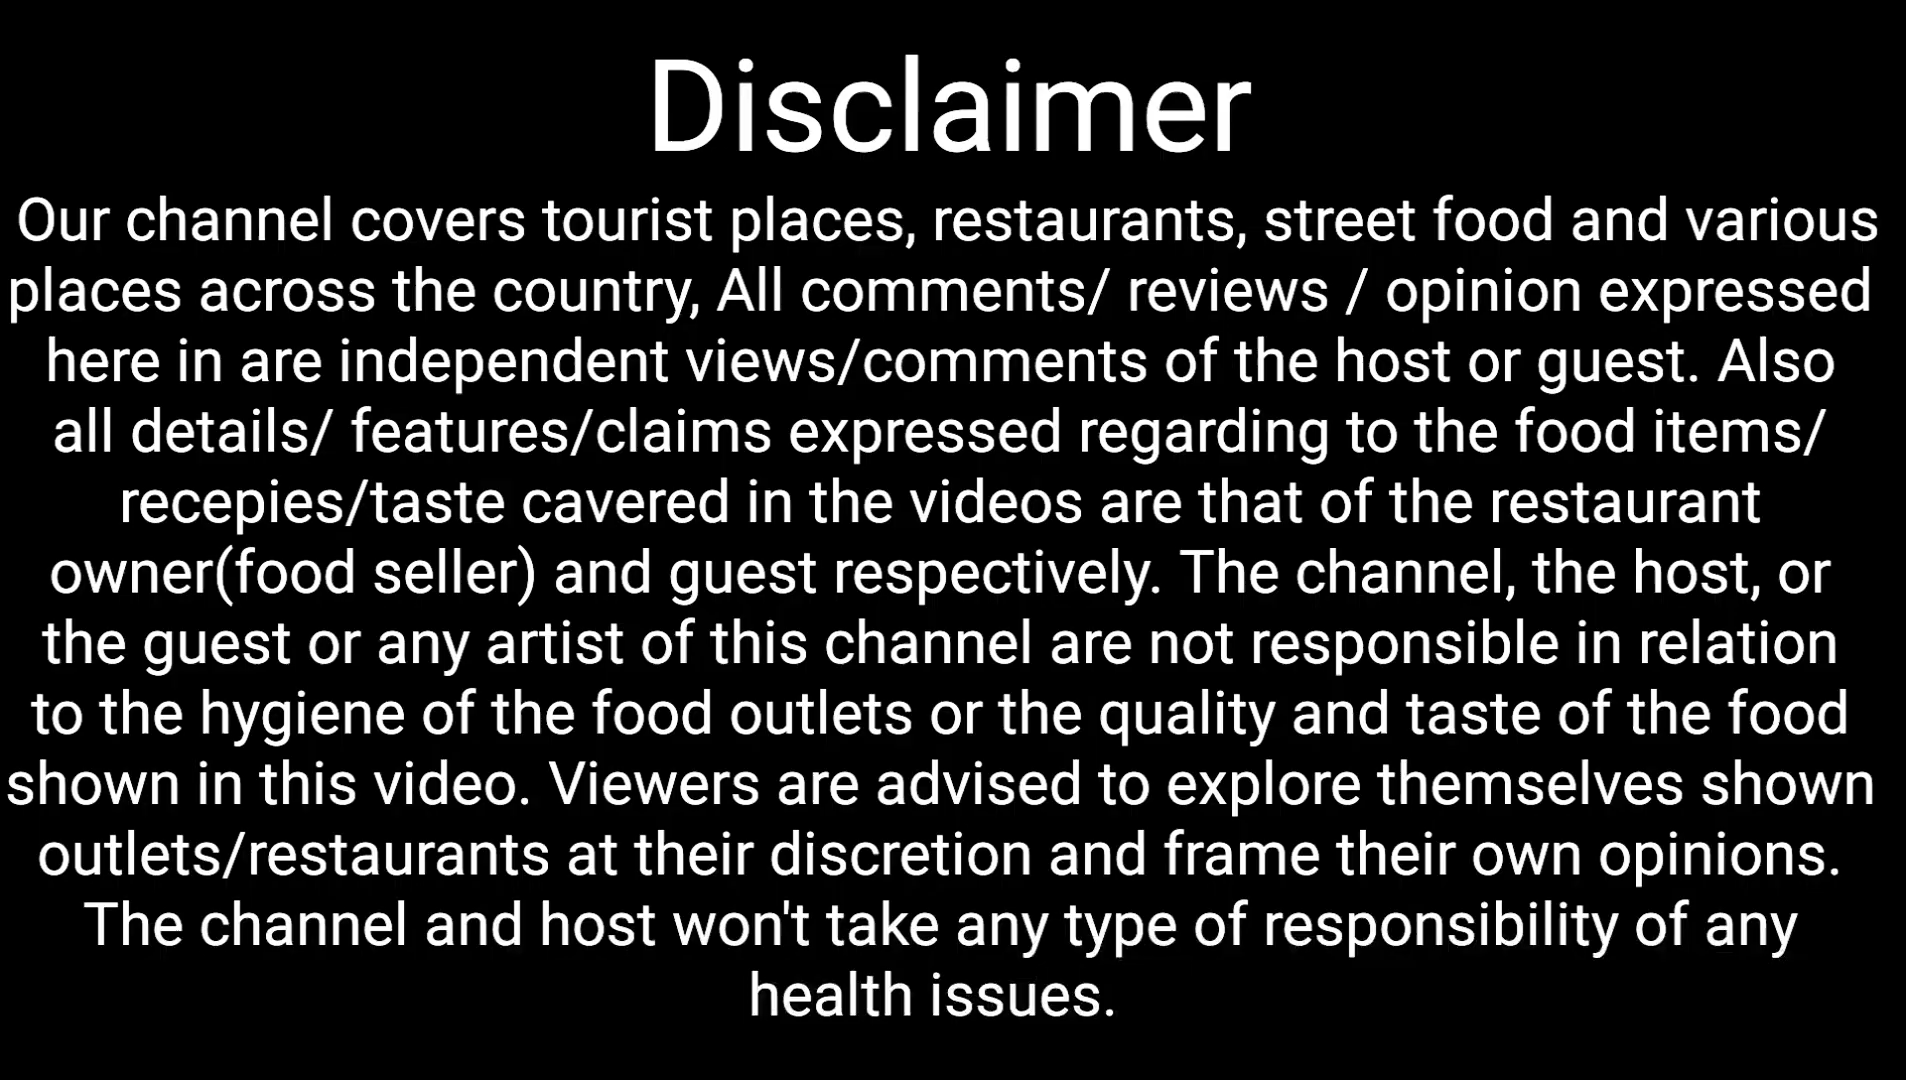 Disclaimer
Our channel covers tourist places, restaurants, street food and various
places across the country, All comments/ reviews / opinion expressed
here in are independent views/comments of the host or guest. Also
all details/ features/claims expressed regarding to the food items/
recepies/taste cavered in the videos are that of the restaurant
owner(food seller) and guest respectively. The channel, the host, or
the guest or any artist of this channel are not responsible in relation
to the hygiene of the food outlets or the quality and taste of the food
shown in this video. Viewers are advised to explore themselves shown
outlets/restaurants at their discretion and frame their own opinions.
The channel and host won't take any type of responsibility of any
health issues.